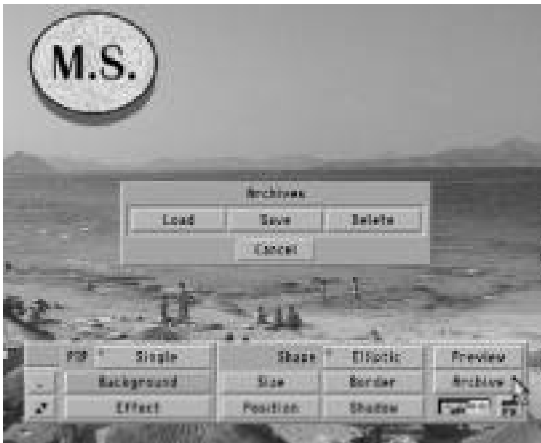 M.S.
Archives
Load Save Delete
Cancel
PIP Single Shape Elliptic Preview
Background Size Border Archive
Effect Position Shadow